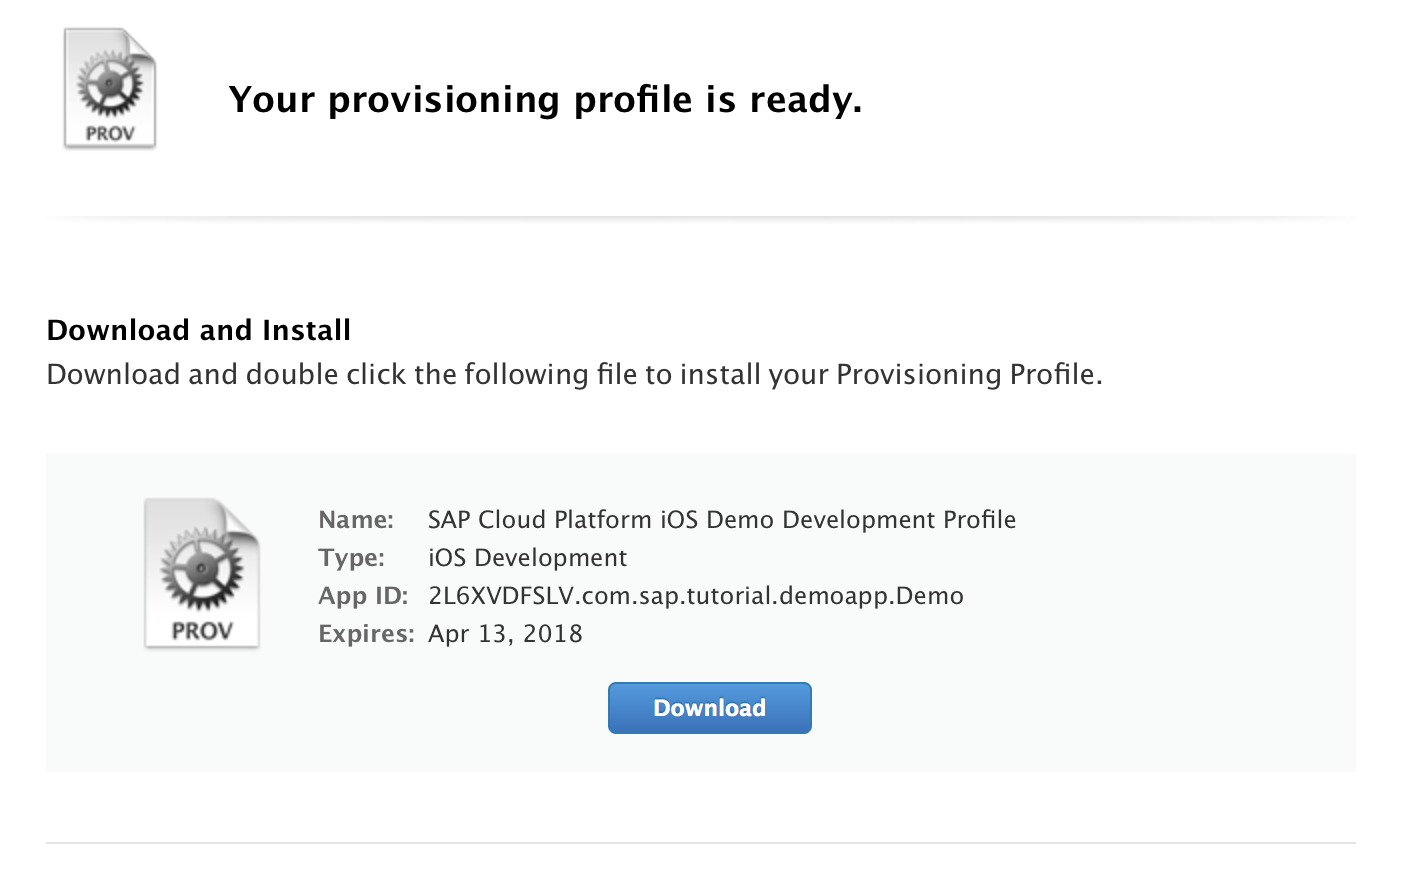 PROV
Your provisioning profile is ready.
Download and Install
Download and double click the following file to install your Provisioning Profile.
PROV
Name: SAP Cloud Platform iOS Demo Development Profile
Type: iOS Development
App ID: 2L6XVDFSLV.com.sap.tutorial.demoapp.Demo
Expires: Apr 13, 2018
Download